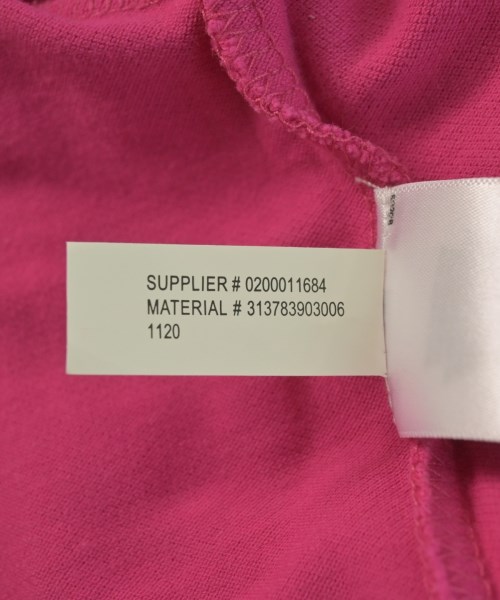 SUPPLIER # 0200011684
MATERIAL # 313783903006
1120